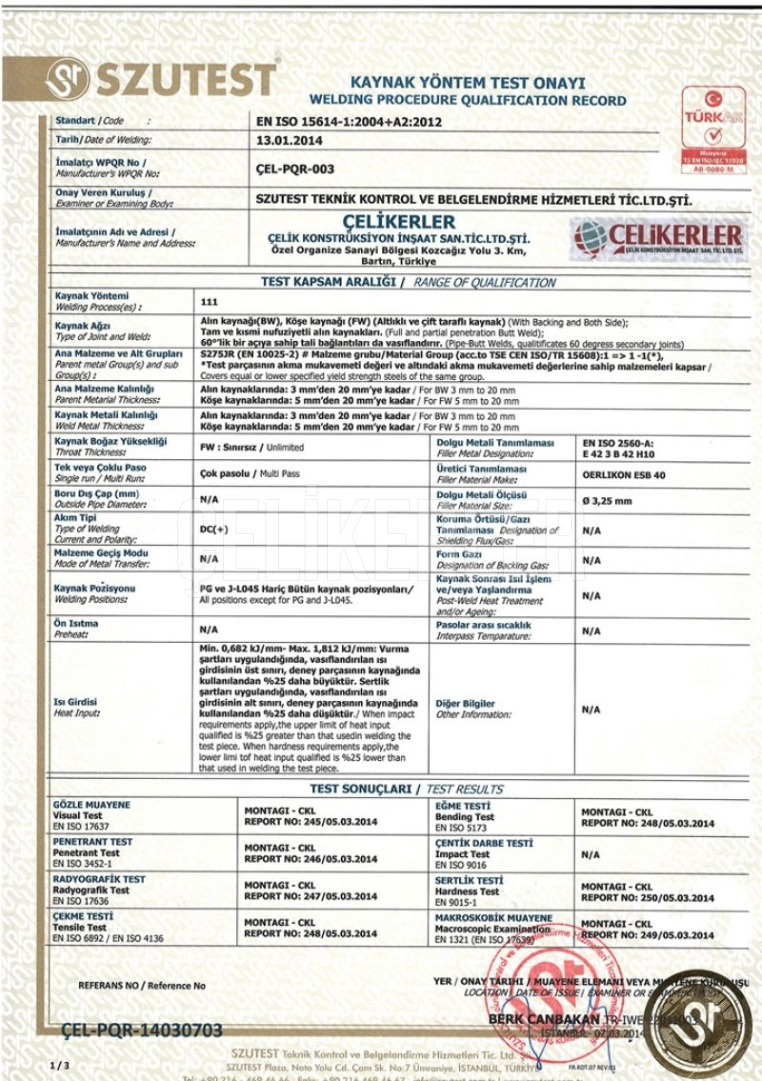 SZUTEST
KAYNAK YÖNTEM TEST ONAYI
WELDING PROCEDURE QUALIFICATION RECORD
TÜRKAK
Muayene
TS EN ISO/IEC 17020
AB-0080-M
Standart / Code :
EN ISO 15614-1:2004+A2:2012
Tarih/ Date of Welding:
13.01.2014
İmalatçı WPQR No /
Manufacturer's WPQR No:
ÇEL-PQR-003
Onay Veren Kuruluş /
Examiner or Examining Body:
SZUTEST TEKNİK KONTROL VE BELGELENDİRME HİZMETLERİ TİC.LTD.ŞTİ.
İmalatçının Adı ve Adresi /
Manufacturer's Name and Address:
ÇELİKERLER
ÇELİK KONSTRÜKSİYON İNŞAAT SAN.TİC.LTD.ŞTİ.
Özel Organize Sanayi Bölgesi Kozcağız Yolu 3. Km,
Bartın, Türkiye
ÇELİKERLER
ÇELİK KONSTRÜKSİYON İNŞAAT SAN. TİC. LTD. ŞTİ.
TEST KAPSAM ARALIĞI / RANGE OF QUALIFICATION
Kaynak Yöntemi
Welding Process(es) :
111
Kaynak Ağzı
Type of Joint and Weld:
Alın kaynağı(BW), Köşe kaynağı (FW) (Altlıklı ve çift taraflı kaynak) (With Backing and Both Side);
Tam ve kısmi nufuziyetli alın kaynakları. (Full and partial penetration Butt Weld);
60°'lik bir açıya sahip tali bağlantıları da vasıflandırır. (Pipe-Butt Welds, qualificates 60 degress secondary joints)
Ana Malzeme ve Alt Grupları
Parent metal Group(s) and sub
Group(s) :
S275JR (EN 10025-2) # Malzeme grubu/Material Group (acc.to TSE CEN ISO/TR 15608):1 => 1 -1(*),
*Test parçasının akma mukavemeti değeri ve altındaki akma mukavemeti değerlerine sahip malzemeleri kapsar /
Covers equal or lower specified yield strength steels of the same group.
Ana Malzeme Kalınlığı
Parent Metarial Thickness:
Alın kaynaklarında: 3 mm'den 20 mm'ye kadar / For BW 3 mm to 20 mm
Köşe kaynaklarında: 5 mm'den 20 mm'ye kadar / For FW 5 mm to 20 mm
Kaynak Metali Kalınlığı
Weld Metal Thickness:
Alın kaynaklarında: 3 mm'den 20 mm'ye kadar / For BW 3 mm to 20 mm
Köşe kaynaklarında: 5 mm'den 20 mm'ye kadar / For FW 5 mm to 20 mm
Kaynak Boğaz Yüksekliği
Throat Thickness:
FW : Sınırsız / Unlimited
Dolgu Metali Tanımlaması
Filler Metal Designation:
EN ISO 2560-A:
E 42 3 B 42 H10
Tek veya Çoklu Paso
Single run / Multi Run:
Çok pasolu / Multi Pass
Üretici Tanımlaması
Filler Material Make:
OERLIKON ESB 40
Boru Dış Çap (mm)
Outside Pipe Diameter:
N/A
Dolgu Metali Ölçüsü
Filler Material Size:
Ø 3,25 mm
Akım Tipi
Type of Welding
Current and Polarity:
DC(+)
Koruma Örtüsü/Gazı
Tanımlaması Designation of
Shielding Flux/Gas:
N/A
Malzeme Geçiş Modu
Mode of Metal Transfer:
N/A
Form Gazı
Designation of Backing Gas:
N/A
Kaynak Pozisyonu
Welding Positions:
PG ve J-L045 Hariç Bütün kaynak pozisyonları/
All positions except for PG and J-L045.
Kaynak Sonrası Isıl İşlem
ve/veya Yaşlandırma
Post-Weld Heat Treatment
and/or Ageing:
N/A
Ön Isıtma
Preheat:
N/A
Pasolar arası sıcaklık
Interpass Temparature:
N/A
Isı Girdisi
Heat Input:
Min. 0,682 kJ/mm- Max. 1,812 kJ/mm: Vurma
şartları uygulandığında, vasıflandırılan ısı
girdisinin üst sınırı, deney parçasının kaynağında
kullanılandan %25 daha büyüktür. Sertlik
şartları uygulandığında, vasıflandırılan ısı
girdisinin alt sınırı, deney parçasının kaynağında
kullanılandan %25 daha düşüktür./ When impact
requirements apply,the upper limit of heat input
qualified is %25 greater than that usedin welding the
test piece. When hardness requirements apply,the
lower limi tof heat input qualified is %25 lower than
that used in welding the test piece.
Diğer Bilgiler
Other Information:
N/A
TEST SONUÇLARI / TEST RESULTS
GÖZLE MUAYENE
Visual Test
EN ISO 17637
MONTAGI - CKL
REPORT NO: 245/05.03.2014
EĞME TESTİ
Bending Test
EN ISO 5173
MONTAGI - CKL
REPORT NO: 248/05.03.2014
PENETRANT TEST
Penetrant Test
EN ISO 3452-1
MONTAGI - CKL
REPORT NO: 246/05.03.2014
ÇENTİK DARBE TESTİ
Impact Test
EN ISO 9016
N/A
RADYOGRAFİK TEST
Radyografik Test
EN ISO 17636
MONTAGI - CKL
REPORT NO: 247/05.03.2014
SERTLİK TESTİ
Hardness Test
EN 9015-1
MONTAGI - CKL
REPORT NO: 250/05.03.2014
ÇEKME TESTİ
Tensile Test
EN ISO 6892 / EN ISO 4136
MONTAGI - CKL
REPORT NO: 248/05.03.2014
MAKROSKOBİK MUAYENE
Macroscopic Examination
EN 1321 (EN ISO 17639)
MONTAGI - CKL
REPORT NO: 249/05.03.2014
REFERANS NO / Reference No
YER / ONAY TARIHI / MUAYENE ELEMANI VEYA MUAYENE KURULUŞU
LOCATION/ DATE OF ISSUE/ EXAMINER OR
BERK CANBAKAN TR-IWE
İSTANBUL- 07.03.2014
ÇEL-PQR-14030703
1 / 3
SZUTEST Teknik Kontrol ve Belgelendirme Hizmetleri Tic. Ltd.
SZUTEST Plaza, Nato Yolu Cd. Çam Sk. No:7 Ümraniye, İSTANBUL, TÜRKİYE
FR.KDT.07 REV.01